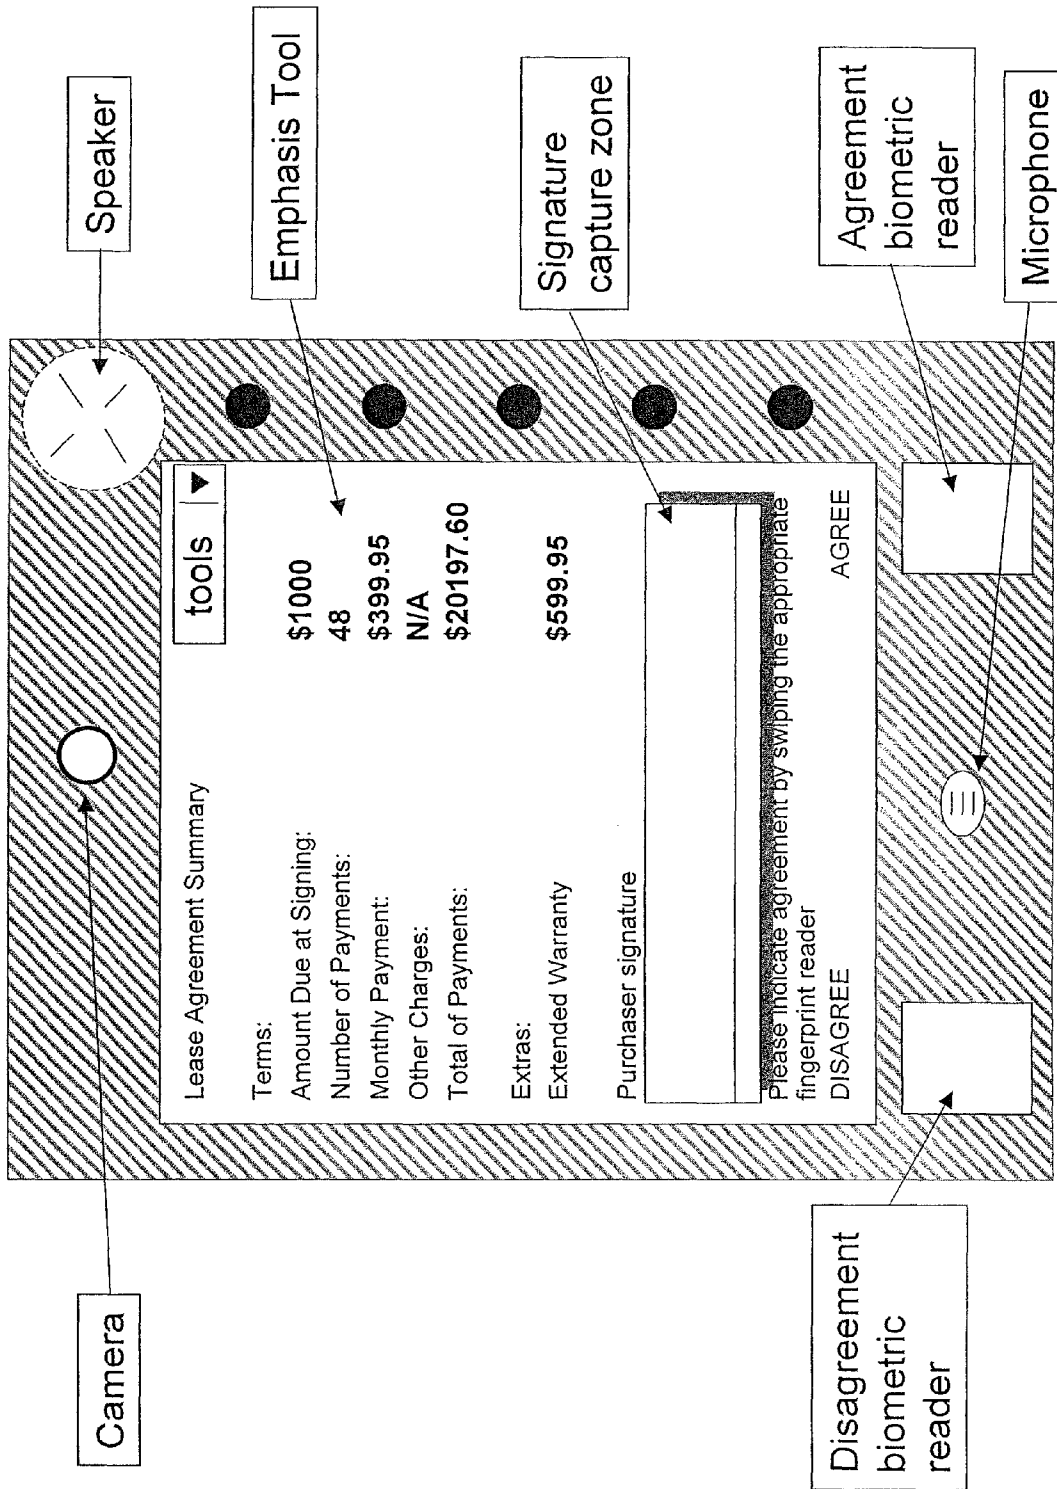 Camera
Speaker
Lease Agreement Summary
tools
Terms:
Amount Due at Signing: $1000
Number of Payments: 48
Monthly Payment: $399.95
Other Charges: N/A
Total of Payments: $20197.60
Emphasis Tool
Extras:
Extended Warranty $599.95
Purchaser signature
Signature
capture zone
Please indicate agreement by swiping the appropriate
fingerprint reader
DISAGREE AGREE
Disagreement
biometric
reader
Agreement
biometric
reader
Microphone